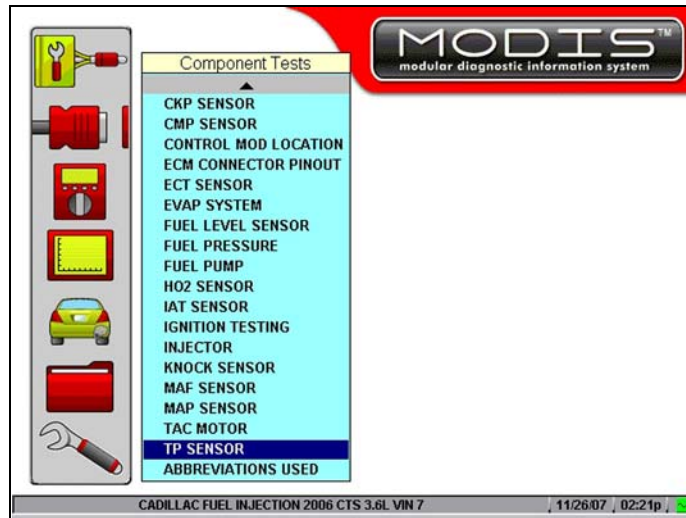 MODIS™
modular diagnostic information system
Component Tests
CKP SENSOR
CMP SENSOR
CONTROL MOD LOCATION
ECM CONNECTOR PINOUT
ECT SENSOR
EVAP SYSTEM
FUEL LEVEL SENSOR
FUEL PRESSURE
FUEL PUMP
HO2 SENSOR
IAT SENSOR
IGNITION TESTING
INJECTOR
KNOCK SENSOR
MAF SENSOR
MAP SENSOR
TAC MOTOR
TP SENSOR
ABBREVIATIONS USED
CADILLAC FUEL INJECTION 2006 CTS 3.6L VIN 7 11/26/07 02:21p